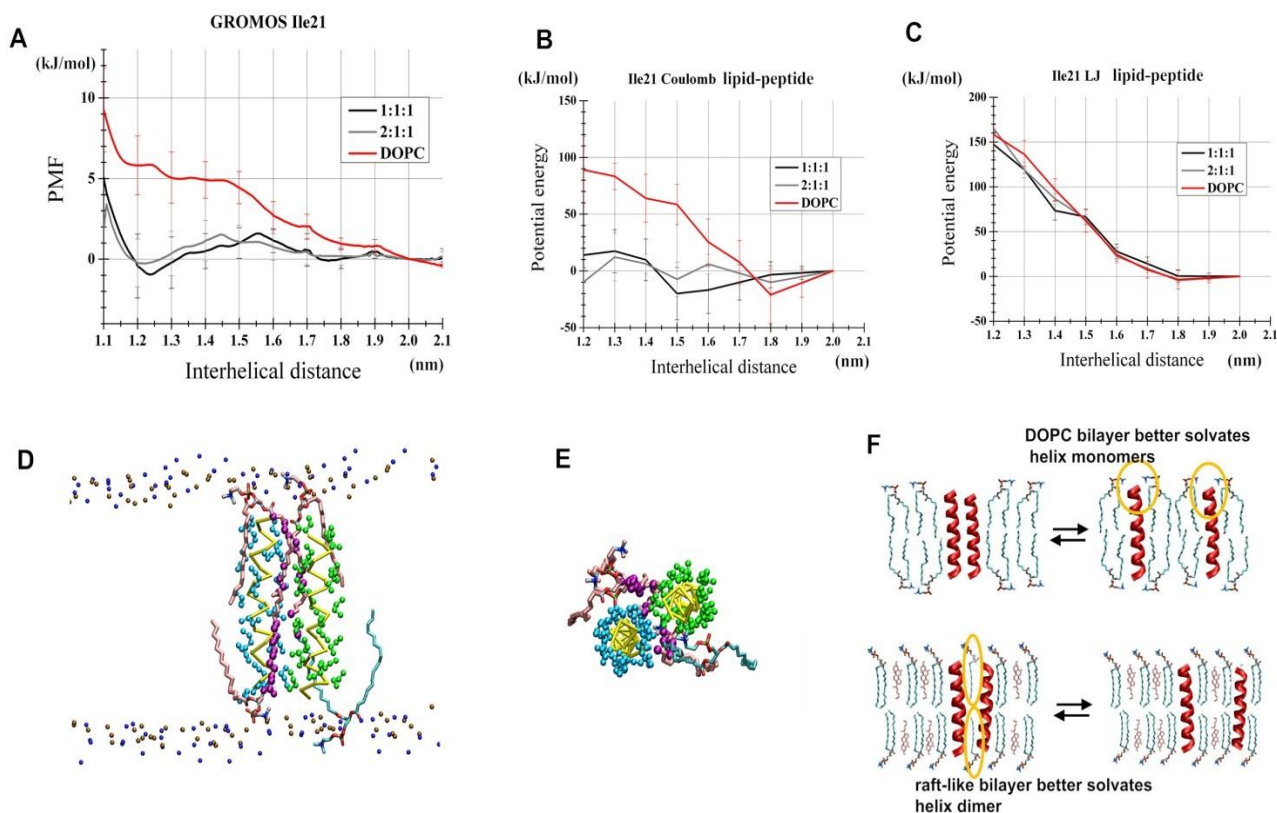 GROMOS Ile21
A
(kJ/mol)
10
5
0
PMF
1:1:1
2:1:1
DOPC
1.1 1.2 1.3 1.4 1.5 1.6 1.7 1.8 1.9 2.0 2.1
Interhelical distance (nm)
B
(kJ/mol)
Ile21 Coulomb lipid-peptide
150
100
50
0
-50
Potential energy
1:1:1
2:1:1
DOPC
1.2 1.3 1.4 1.5 1.6 1.7 1.8 1.9 2.0 2.1
Interhelical distance (nm)
C
(kJ/mol)
Ile21 LJ lipid-peptide
200
150
100
50
0
-50
Potential energy
1:1:1
2:1:1
DOPC
1.2 1.3 1.4 1.5 1.6 1.7 1.8 1.9 2.0 2.1
Interhelical distance (nm)
D
E
F
DOPC bilayer better solvates
helix monomers
raft-like bilayer better solvates
helix dimer